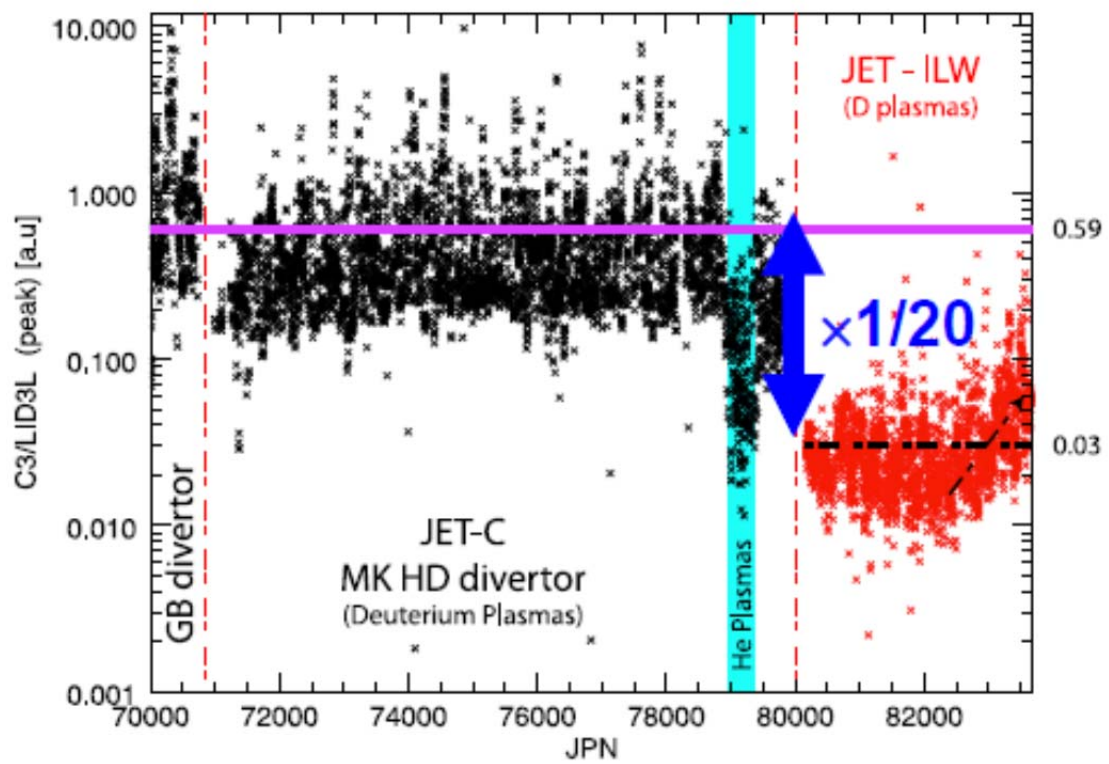 10.000
1.000
0,100
0.010
0.001
C3/LID3L (peak) [a.u]
70000
72000
74000
76000
78000
80000
82000
JPN
GB divertor
JET-C
MK HD divertor
(Deuterium Plasmas)
He Plasmas
×1/20
JET - ILW
(D plasmas)
0.59
0.03